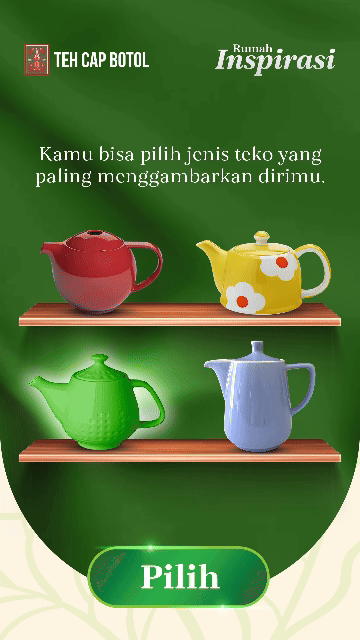 TEH CAP BOTOL
Rumah
Inspirasi
Kamu bisa pilih jenis teko yang
paling menggambarkan dirimu.
Pilih